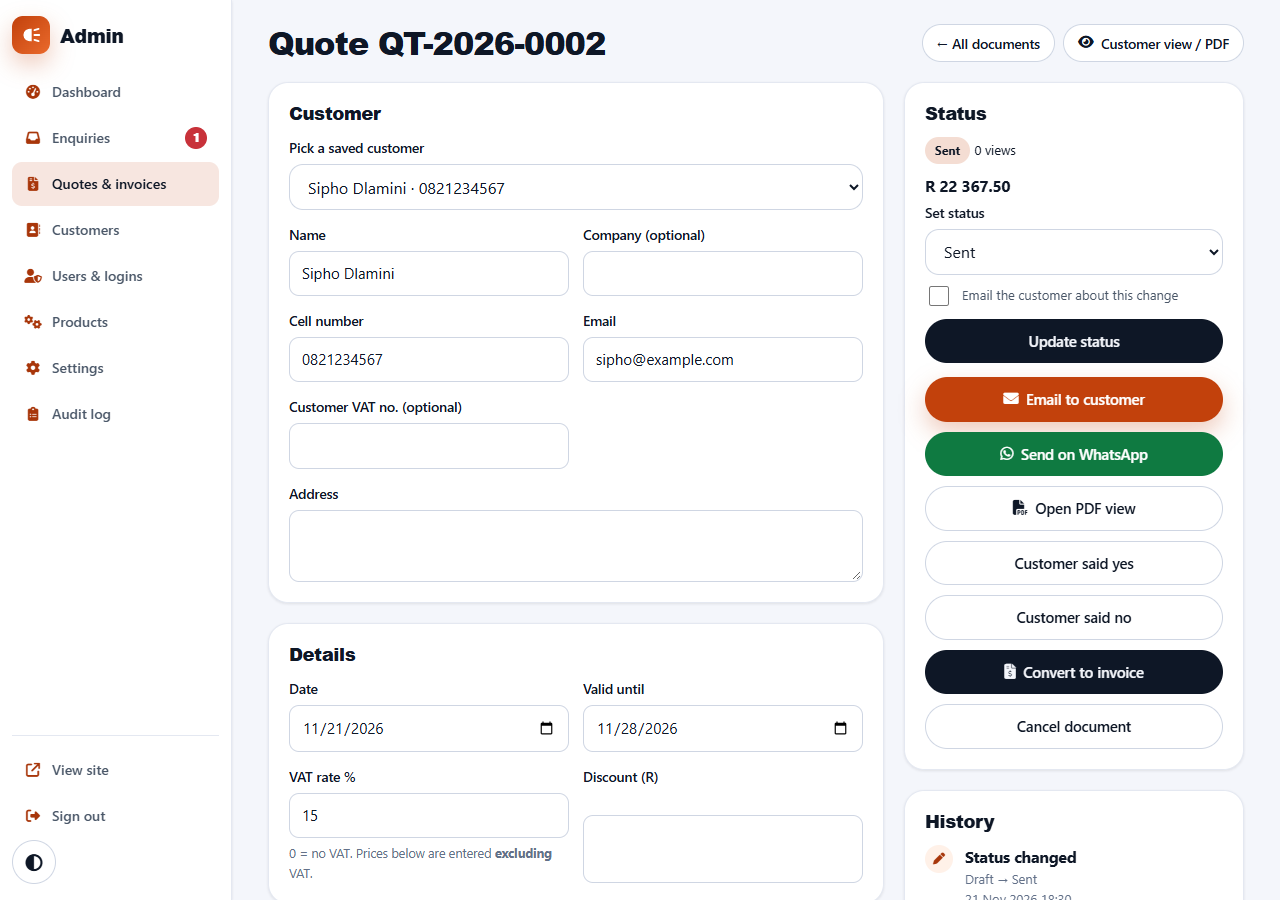 Admin
Dashboard
Enquiries 1
Quotes & invoices
Customers
Users & logins
Products
Settings
Audit log
View site
Sign out
Quote QT-2026-0002
← All documents
Customer view / PDF
Customer
Pick a saved customer
Sipho Dlamini · 0821234567
Name
Company (optional)
Sipho Dlamini
Cell number
Email
0821234567
sipho@example.com
Customer VAT no. (optional)
Address
Details
Date
Valid until
11/21/2026
11/28/2026
VAT rate %
Discount (R)
15
0 = no VAT. Prices below are entered excluding
VAT.
Status
Sent 0 views
R 22 367.50
Set status
Sent
Email the customer about this change
Update status
Email to customer
Send on WhatsApp
Open PDF view
Customer said yes
Customer said no
Convert to invoice
Cancel document
History
Status changed
Draft → Sent
21 Nov 2026 18:30